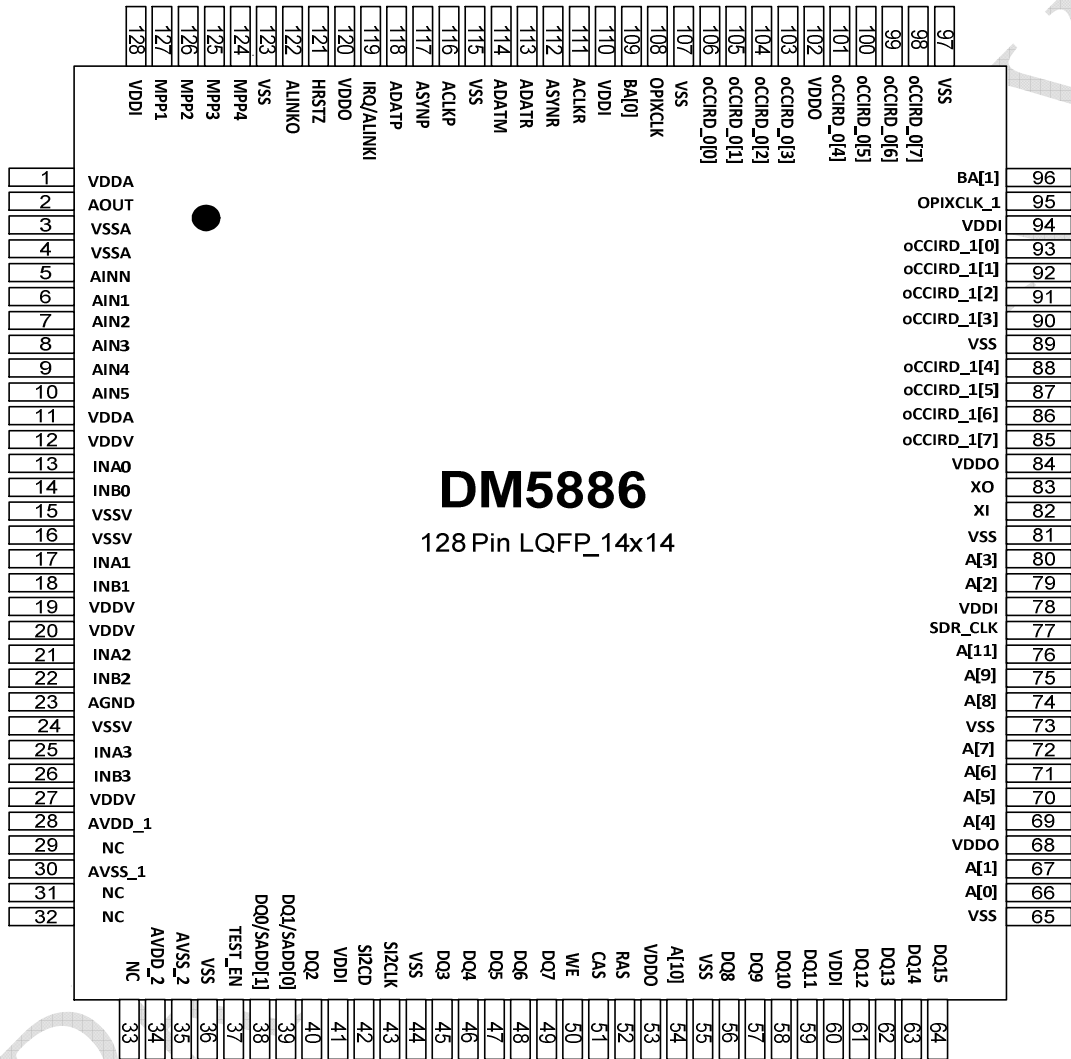 128 127 126 125 124 123 122 121 120 119 118 117 116 115 114 113 112 111 110 109 108 107 106 105 104 103 102 101 100 99 98 97
VDDI MPP1 MPP2 MPP3 MPP4 VSS ALINKO HRSTZ VDDO IRQ/ALINKI ADATP ASYNP ACLKP VSS ADATM ADATR ASYNR ACLKR VDDI BA[0] OPIXCLK VSS oCCIRD_0[0] oCCIRD_0[1] oCCIRD_0[2] oCCIRD_0[3] VDDO oCCIRD_0[4] oCCIRD_0[5] oCCIRD_0[6] oCCIRD_0[7] VSS
1 VDDA
2 AOUT
3 VSSA
4 VSSA
5 AINN
6 AIN1
7 AIN2
8 AIN3
9 AIN4
10 AIN5
11 VDDA
12 VDDV
13 INA0
14 INB0
15 VSSV
16 VSSV
17 INA1
18 INB1
19 VDDV
20 VDDV
21 INA2
22 INB2
23 AGND
24 VSSV
25 INA3
26 INB3
27 VDDV
28 AVDD_1
29 NC
30 AVSS_1
31 NC
32 NC
DM5886
128 Pin LQFP_14x14
BA[1] 96
OPIXCLK_1 95
VDDI 94
oCCIRD_1[0] 93
oCCIRD_1[1] 92
oCCIRD_1[2] 91
oCCIRD_1[3] 90
VSS 89
oCCIRD_1[4] 88
oCCIRD_1[5] 87
oCCIRD_1[6] 86
oCCIRD_1[7] 85
VDDO 84
XO 83
XI 82
VSS 81
A[3] 80
A[2] 79
VDDI 78
SDR_CLK 77
A[11] 76
A[9] 75
A[8] 74
VSS 73
A[7] 72
A[6] 71
A[5] 70
A[4] 69
VDDO 68
A[1] 67
A[0] 66
VSS 65
NC AVDD_2 AVSS_2 VSS TEST_EN DQ0/SADD[1] DQ1/SADD[0] DQ2 VDDI SI2CD SI2CLK VSS DQ3 DQ4 DQ5 DQ6 DQ7 WE CAS RAS VDDO A[10] VSS DQ8 DQ9 DQ10 DQ11 VDDI DQ12 DQ13 DQ14 DQ15
33 34 35 36 37 38 39 40 41 42 43 44 45 46 47 48 49 50 51 52 53 54 55 56 57 58 59 60 61 62 63 64